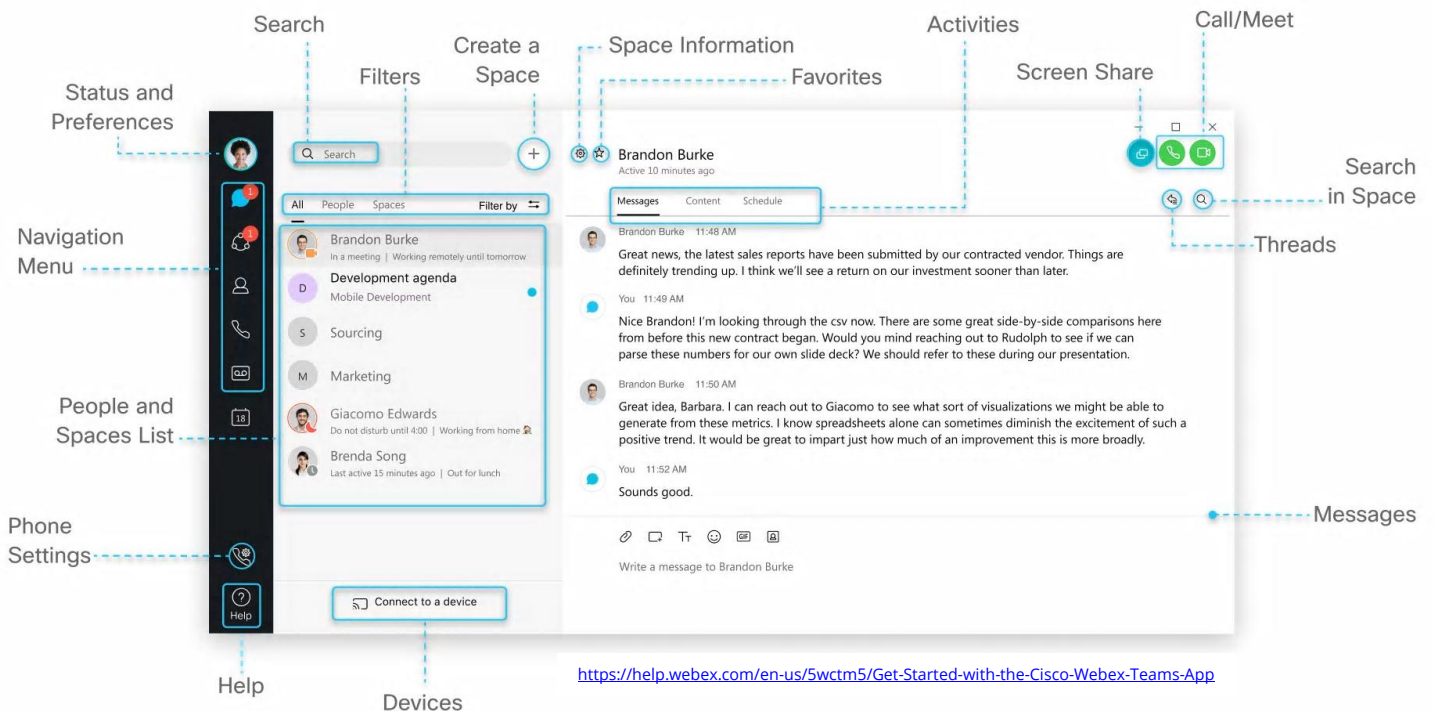 Search
Create a
Space
Filters
Status and
Preferences
Space Information
Favorites
Activities
Screen Share
Call/Meet
Search
in Space
Threads
Navigation
Menu
People and
Spaces List
Phone
Settings
Messages
Help
Devices
Search
All People Spaces Filter by
1
1
18
Help
Brandon Burke
In a meeting | Working remotely until tomorrow
D
Development agenda
Mobile Development
S
Sourcing
M
Marketing
Giacomo Edwards
Do not disturb until 4:00 | Working from home
Brenda Song
Last active 15 minutes ago | Out for lunch
Connect to a device
Brandon Burke
Active 10 minutes ago
Messages Content Schedule
Brandon Burke 11:48 AM
Great news, the latest sales reports have been submitted by our contracted vendor. Things are
definitely trending up. I think we’ll see a return on our investment sooner than later.
You 11:49 AM
Nice Brandon! I’m looking through the csv now. There are some great side-by-side comparisons here
from before this new contract began. Would you mind reaching out to Rudolph to see if we can
parse these numbers for our own slide deck? We should refer to these during our presentation.
Brandon Burke 11:50 AM
Great idea, Barbara. I can reach out to Giacomo to see what sort of visualizations we might be able to
generate from these metrics. I know spreadsheets alone can sometimes diminish the excitement of such a
positive trend. It would be great to impart just how much of an improvement this is more broadly.
You 11:52 AM
Sounds good.
TT
GIF
Write a message to Brandon Burke
https://help.webex.com/en-us/5wctm5/Get-Started-with-the-Cisco-Webex-Teams-App